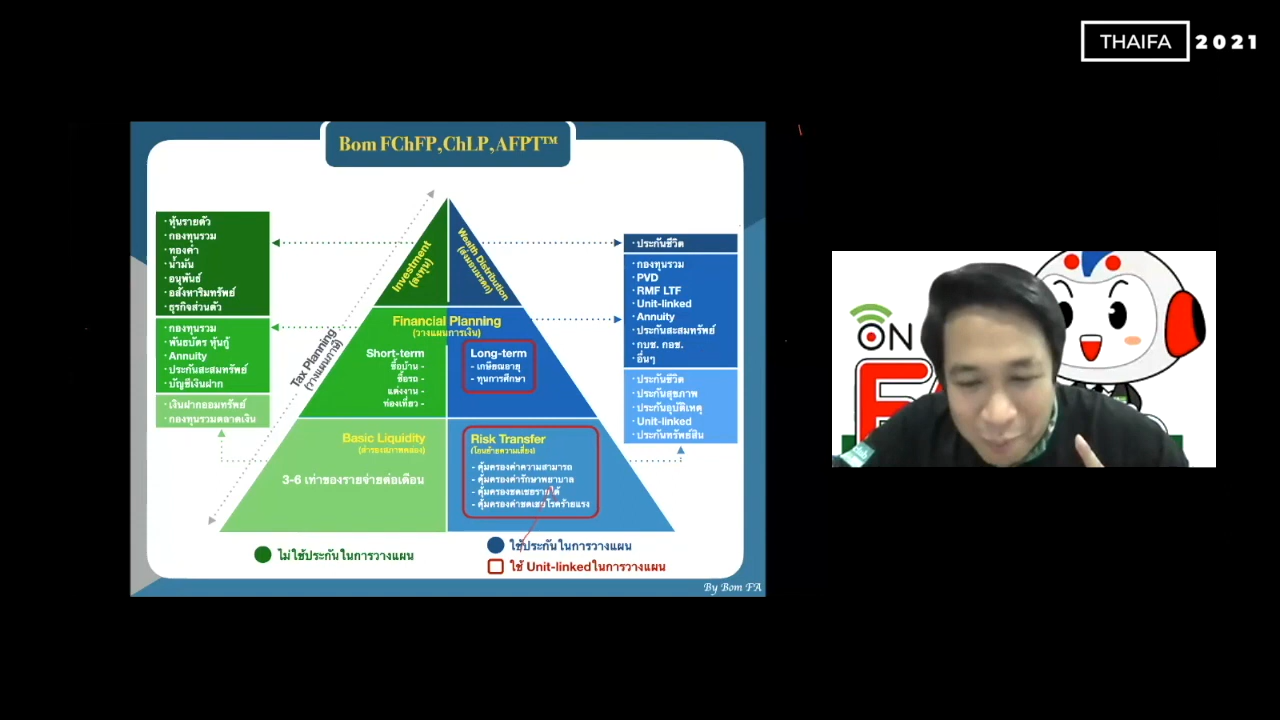 THAIFA 2021
Bom FChFP,ChLP,AFPT™
· หุ้นรายตัว
· กองทุนรวม
· ทองคำ
· น้ำมัน
· อนุพันธ์
· อสังหาริมทรัพย์
· ธุรกิจส่วนตัว
· กองทุนรวม
· พันธบัตร หุ้นกู้
· Annuity
· ประกันสะสมทรัพย์
· บัญชีเงินฝาก
· เงินฝากออมทรัพย์
· กองทุนรวมตลาดเงิน
Tax Planning
(วางแผนภาษี)
Investment
(ลงทุน)
Wealth Distribution
(ส่งมอบมรดก)
Financial Planning
(วางแผนการเงิน)
Short-term
ซื้อบ้าน -
ซื้อรถ -
แต่งงาน -
ท่องเที่ยว -
Long-term
- เกษียณอายุ
- ทุนการศึกษา
Basic Liquidity
(สำรองสภาพคล่อง)
3-6 เท่าของรายจ่ายต่อเดือน
Risk Transfer
(โอนย้ายความเสี่ยง)
- คุ้มครองค่าความสามารถ
- คุ้มครองค่ารักษาพยาบาล
- คุ้มครองชดเชยรายได้
- คุ้มครองค่าชดเชยโรคร้ายแรง
· ประกันชีวิต
· กองทุนรวม
· PVD
· RMF LTF
· Unit-linked
· Annuity
· ประกันสะสมทรัพย์
· กบข. กอช.
· อื่นๆ
· ประกันชีวิต
· ประกันสุขภาพ
· ประกันอุบัติเหตุ
· Unit-linked
· ประกันทรัพย์สิน
ไม่ใช้ประกันในการวางแผน
ใช้ประกันในการวางแผน
ใช้ Unit-linked ในการวางแผน
By Bom FA
ON